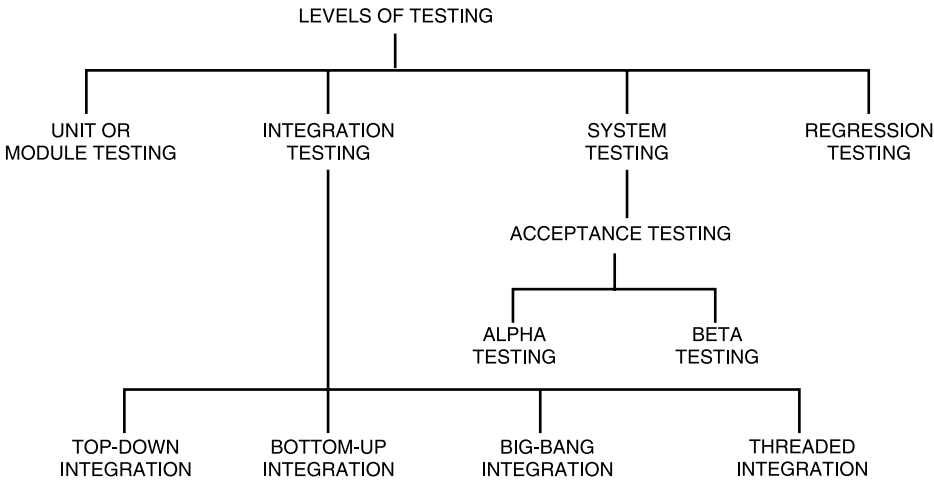 LEVELS OF TESTING
UNIT OR
MODULE TESTING
INTEGRATION
TESTING
SYSTEM
TESTING
REGRESSION
TESTING
ACCEPTANCE TESTING
ALPHA
TESTING
BETA
TESTING
TOP-DOWN
INTEGRATION
BOTTOM-UP
INTEGRATION
BIG-BANG
INTEGRATION
THREADED
INTEGRATION